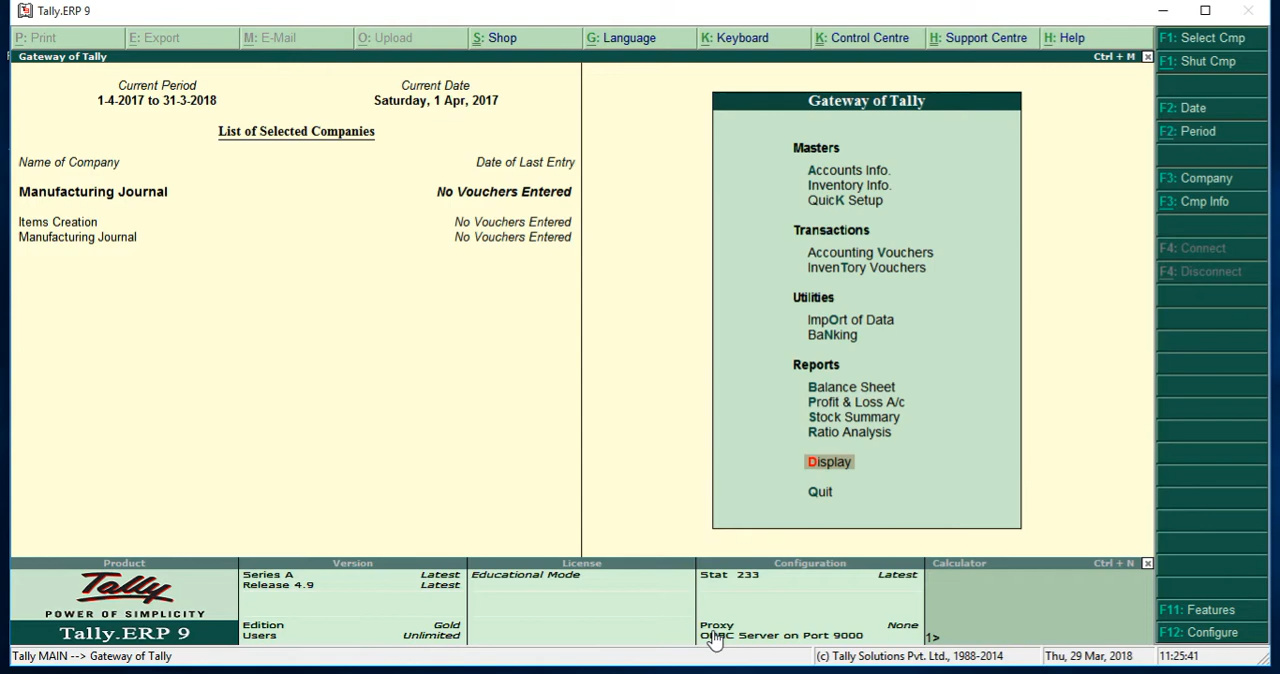 Tally.ERP 9
P: Print
E: Export
M: E-Mail
O: Upload
S: Shop
G: Language
K: Keyboard
K: Control Centre
H: Support Centre
H: Help
Gateway of Tally
Ctrl + M
Current Period
1-4-2017 to 31-3-2018
Current Date
Saturday, 1 Apr, 2017
List of Selected Companies
Name of Company
Date of Last Entry
Manufacturing Journal
No Vouchers Entered
Items Creation
No Vouchers Entered
Manufacturing Journal
No Vouchers Entered
Gateway of Tally
Masters
Accounts Info.
Inventory Info.
QuicK Setup
Transactions
Accounting Vouchers
InvenTory Vouchers
Utilities
ImpOrt of Data
BaNking
Reports
Balance Sheet
Profit & Loss A/c
Stock Summary
Ratio Analysis
Display
Quit
F1: Select Cmp
F1: Shut Cmp
F2: Date
F2: Period
F3: Company
F3: Cmp Info
F4: Connect
F4: Disconnect
F11: Features
F12: Configure
Product
Tally
POWER OF SIMPLICITY
Tally.ERP 9
Version
Series A
Latest
Release 4.9
Latest
Edition
Gold
Users
Unlimited
License
Educational Mode
Configuration
Stat 233
Latest
Proxy
None
Server on Port 9000
Calculator
Ctrl + N
1>
Tally MAIN --> Gateway of Tally
(c) Tally Solutions Pvt. Ltd., 1988-2014
Thu, 29 Mar, 2018
11:25:41